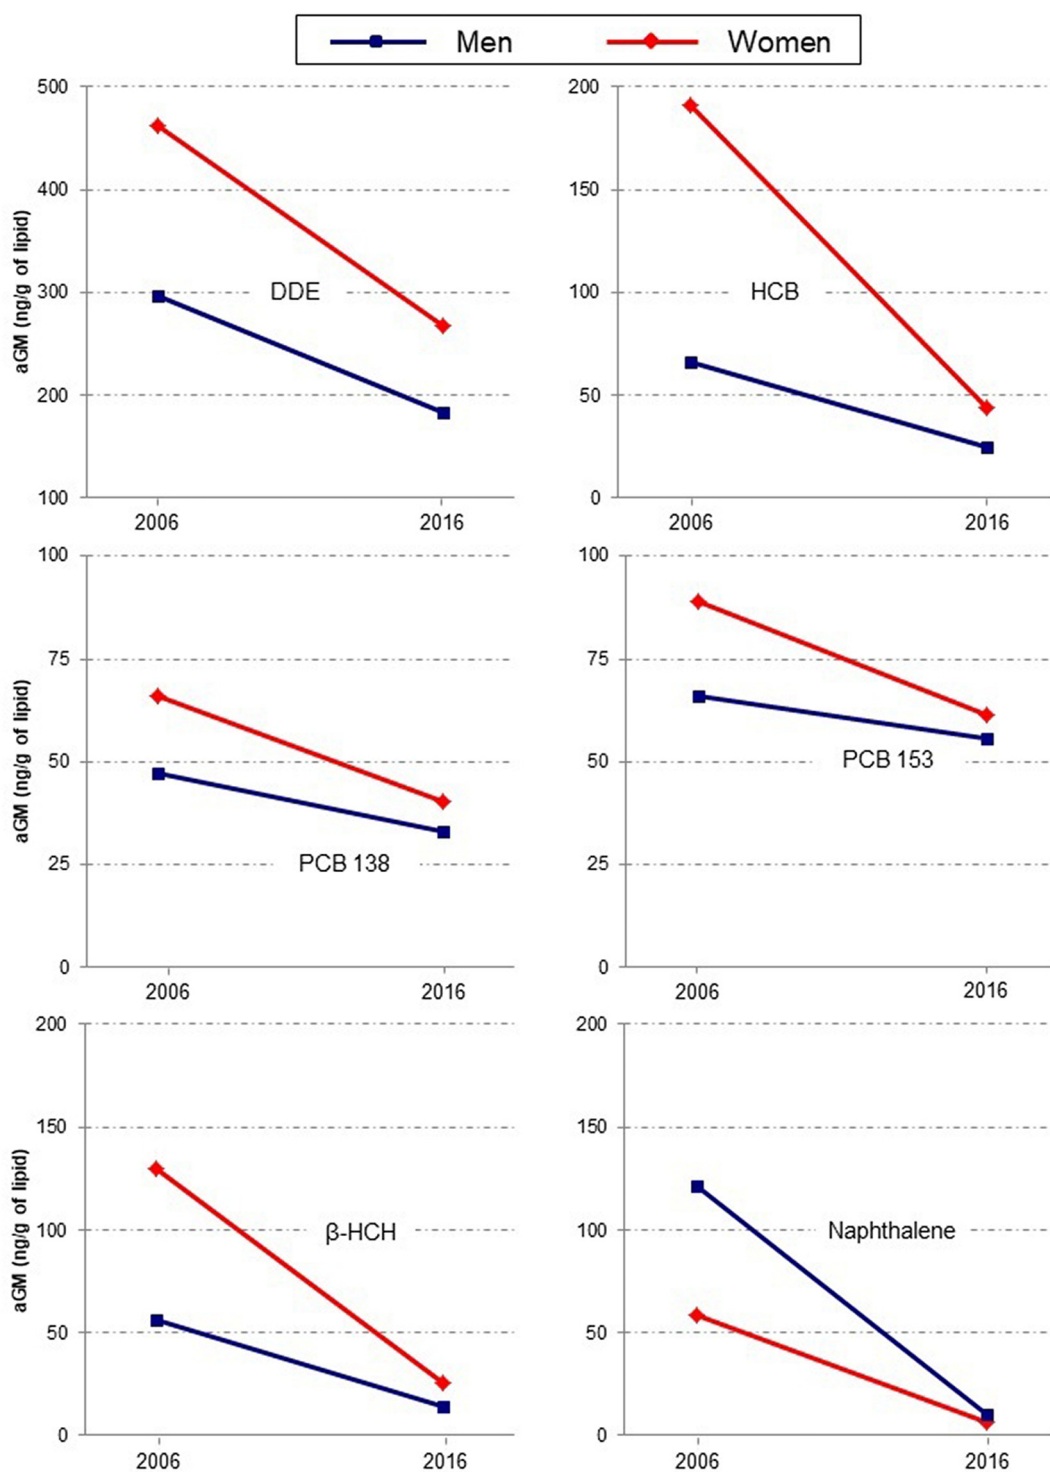 Men Women
500 200
400 150
300 DDE 100 HCB
200 50
100 0
2006 2016 2006 2016
aGM (ng/g of lipid)
100 100
75 75
50 50 PCB 153
25 PCB 138 25
0 0
2006 2016 2006 2016
aGM (ng/g of lipid)
200 200
150 150
100 β-HCH 100 Naphthalene
50 50
0 0
2006 2016 2006 2016
aGM (ng/g of lipid)